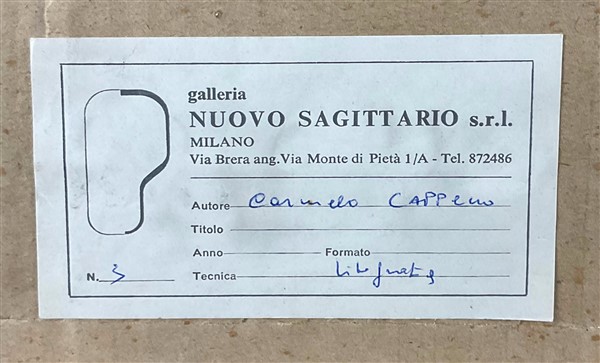 galleria
NUOVO SAGITTARIO s.r.l.
MILANO
Via Brera ang. Via Monte di Pietà 1/A - Tel. 872486
Autore Carmelo CAPPello
Titolo
Anno Formato
N. 3 Tecnica